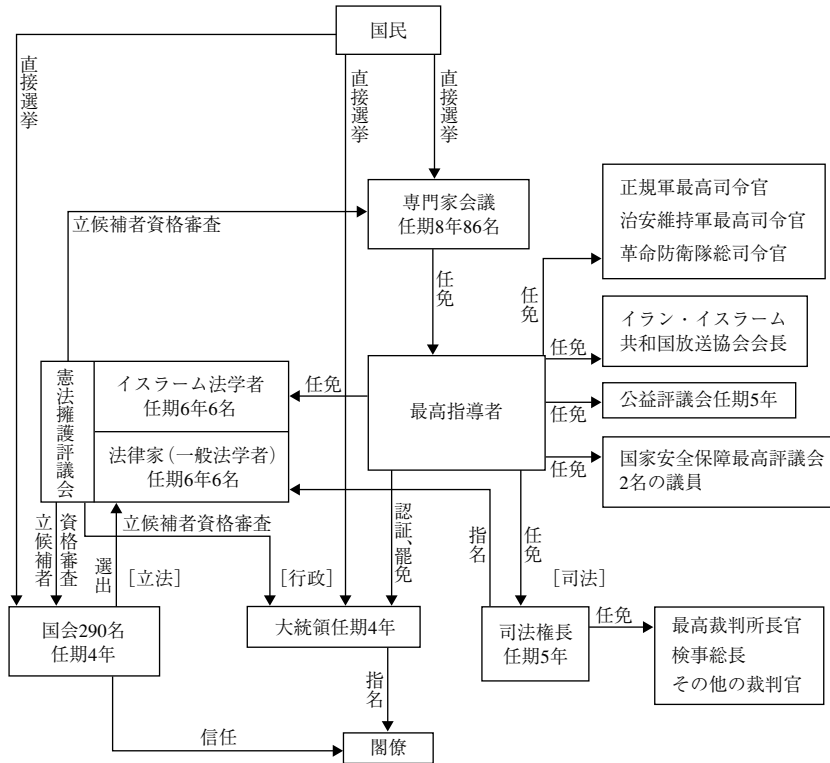 国民
直接選挙
直接選挙
直接選挙
専門家会議
任期8年86名
立候補者資格審査
正規軍最高司令官
治安維持軍最高司令官
革命防衛隊総司令官
任免
任免
イラン・イスラーム
共和国放送協会会長
任免
憲法擁護評議会
イスラーム法学者
任期6年6名
法律家（一般法学者）
任期6年6名
任免
最高指導者
任免
公益評議会任期5年
任免
国家安全保障最高評議会
2名の議員
立候補者
資格審査
選出
立候補者資格審査
認証、罷免
指名
任免
［立法］
［行政］
［司法］
国会290名
任期4年
大統領任期4年
司法権長
任期5年
任免
最高裁判所長官
検事総長
その他の裁判官
指名
信任
閣僚